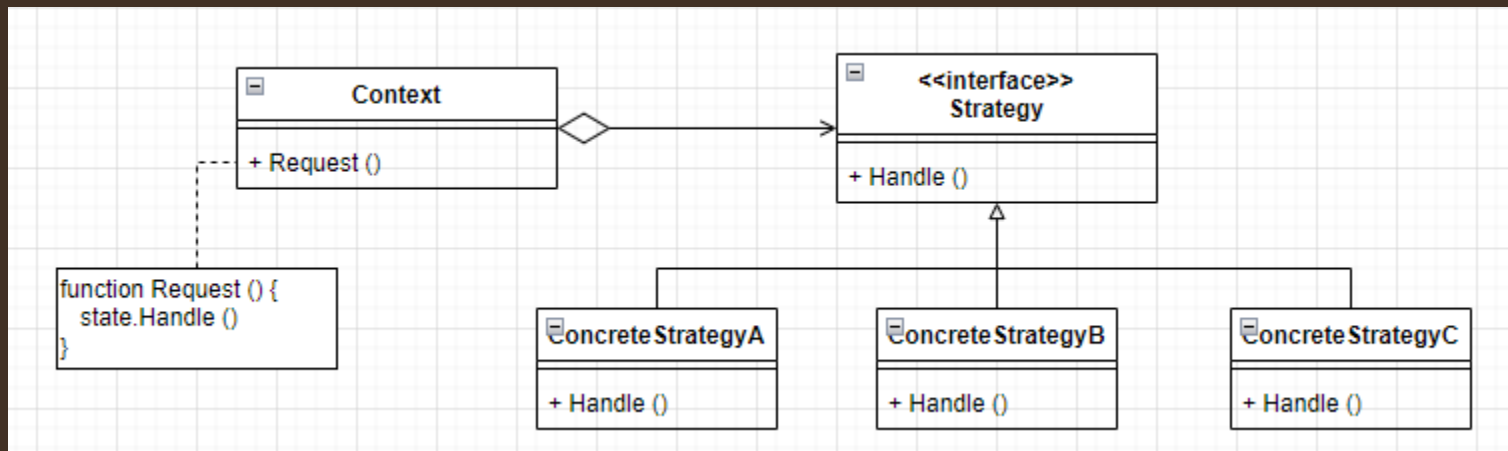 Context
+ Request ()
<<interface>>
Strategy
+ Handle ()
function Request () {
state.Handle ()
}
ConcreteStrategyA
+ Handle ()
ConcreteStrategyB
+ Handle ()
ConcreteStrategyC
+ Handle ()